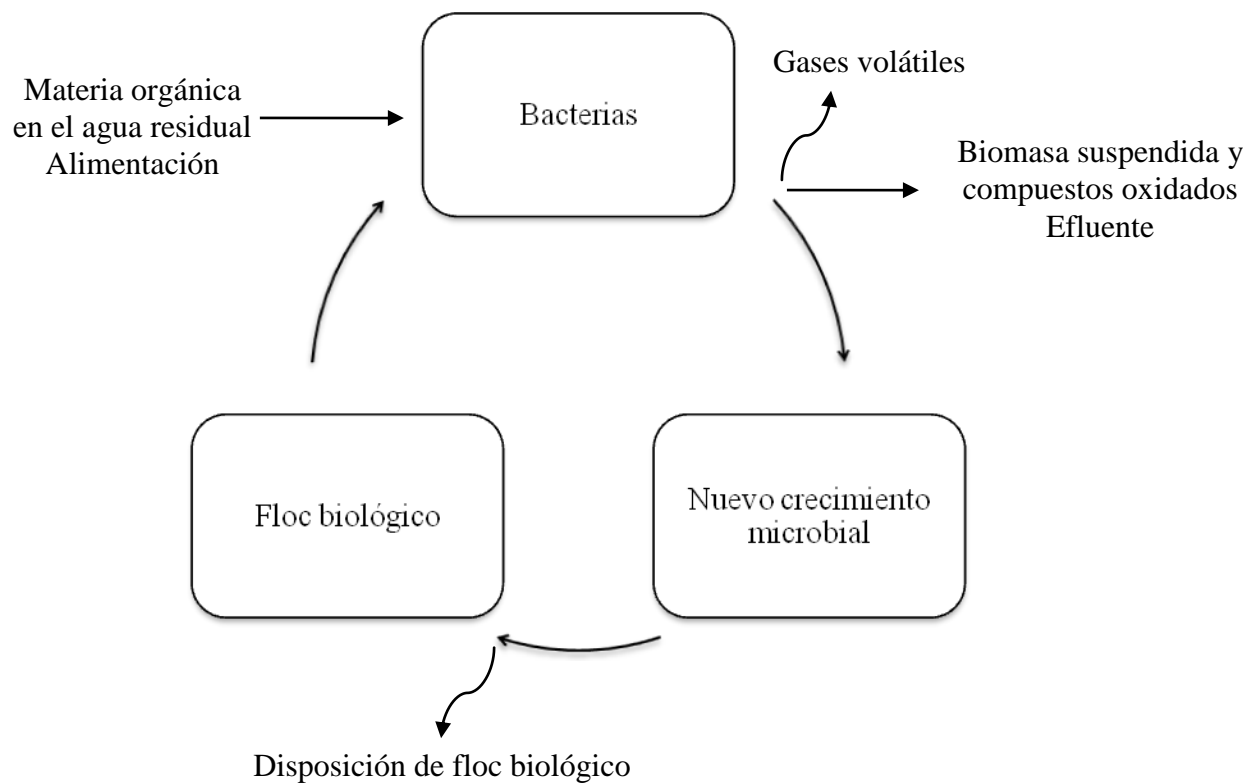 Materia orgánica
en el agua residual
Alimentación
Bacterias
Gases volátiles
Biomasa suspendida y
compuestos oxidados
Efluente
Floc biológico
Nuevo crecimiento
microbial
Disposición de floc biológico